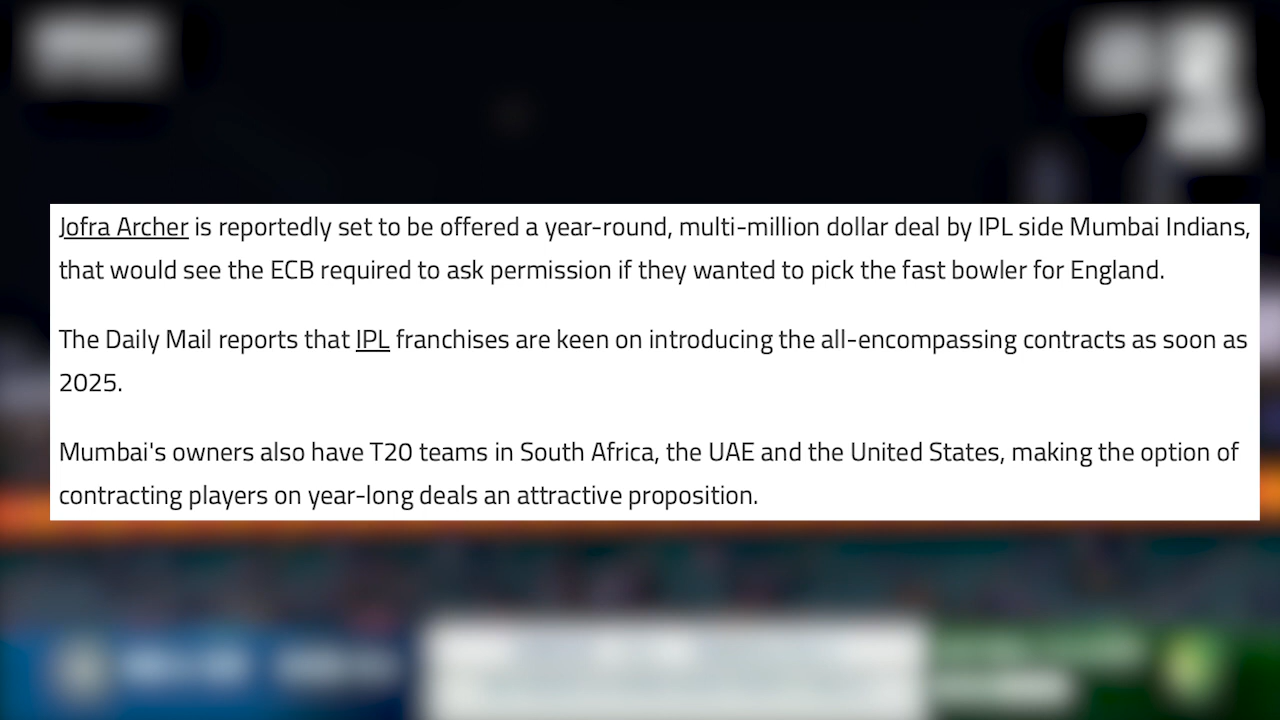 Jofra Archer is reportedly set to be offered a year-round, multi-million dollar deal by IPL side Mumbai Indians,
that would see the ECB required to ask permission if they wanted to pick the fast bowler for England.
The Daily Mail reports that IPL franchises are keen on introducing the all-encompassing contracts as soon as
2025.
Mumbai's owners also have T20 teams in South Africa, the UAE and the United States, making the option of
contracting players on year-long deals an attractive proposition.